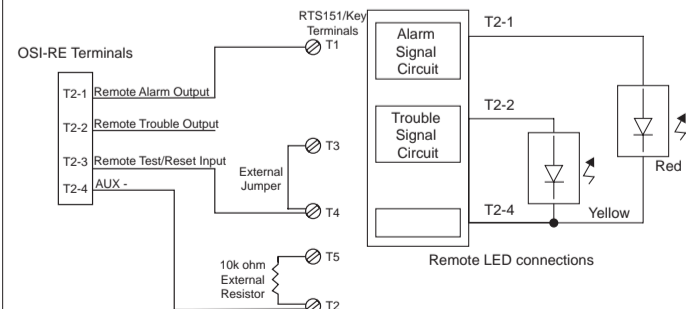 OSI-RE Terminals
T2-1 Remote Alarm Output
T2-2 Remote Trouble Output
T2-3 Remote Test/Reset Input
T2-4 AUX -
RTS151/Key
Terminals
T1
T3
External
Jumper
T4
T5
10k ohm
External
Resistor
T2
Alarm
Signal
Circuit
Trouble
Signal
Circuit
T2-1
T2-2
T2-4
Red
Yellow
Remote LED connections